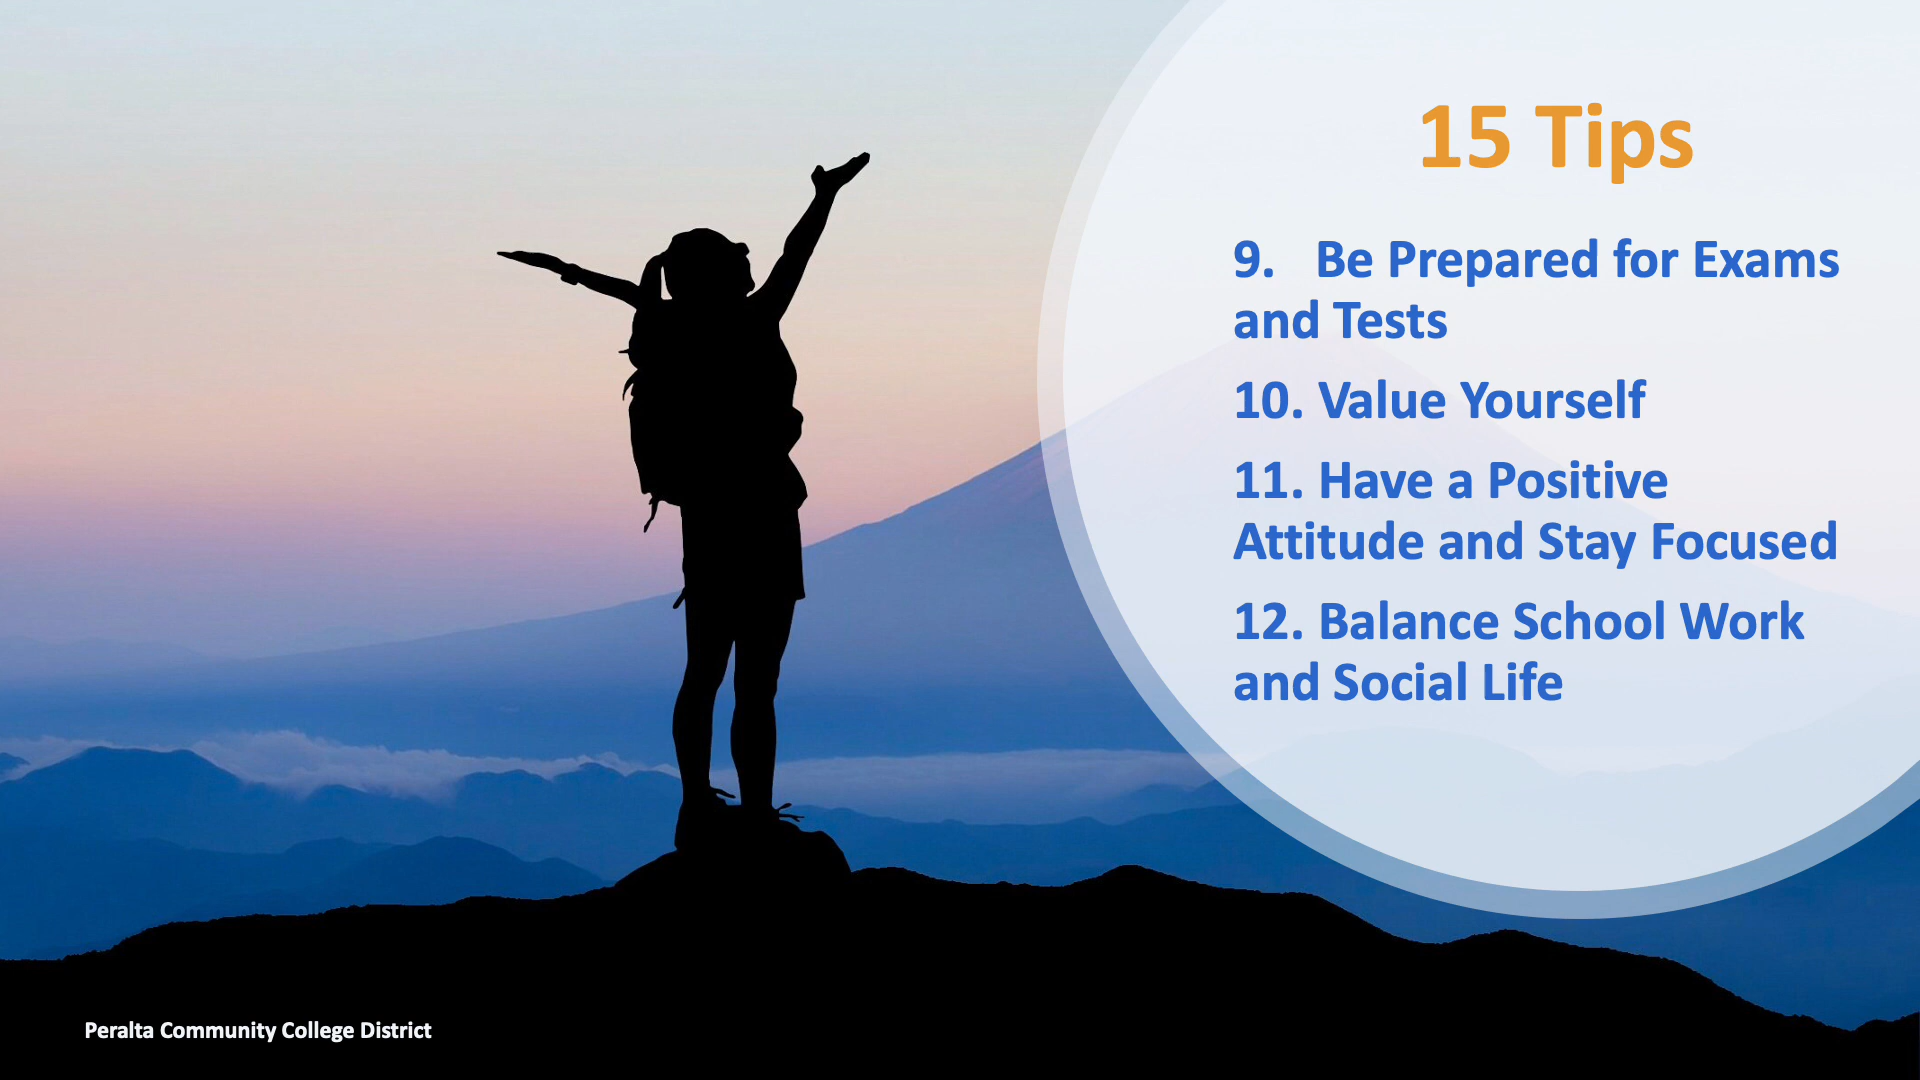 15 Tips
9. Be Prepared for Exams
and Tests
10. Value Yourself
11. Have a Positive
Attitude and Stay Focused
12. Balance School Work
and Social Life
Peralta Community College District